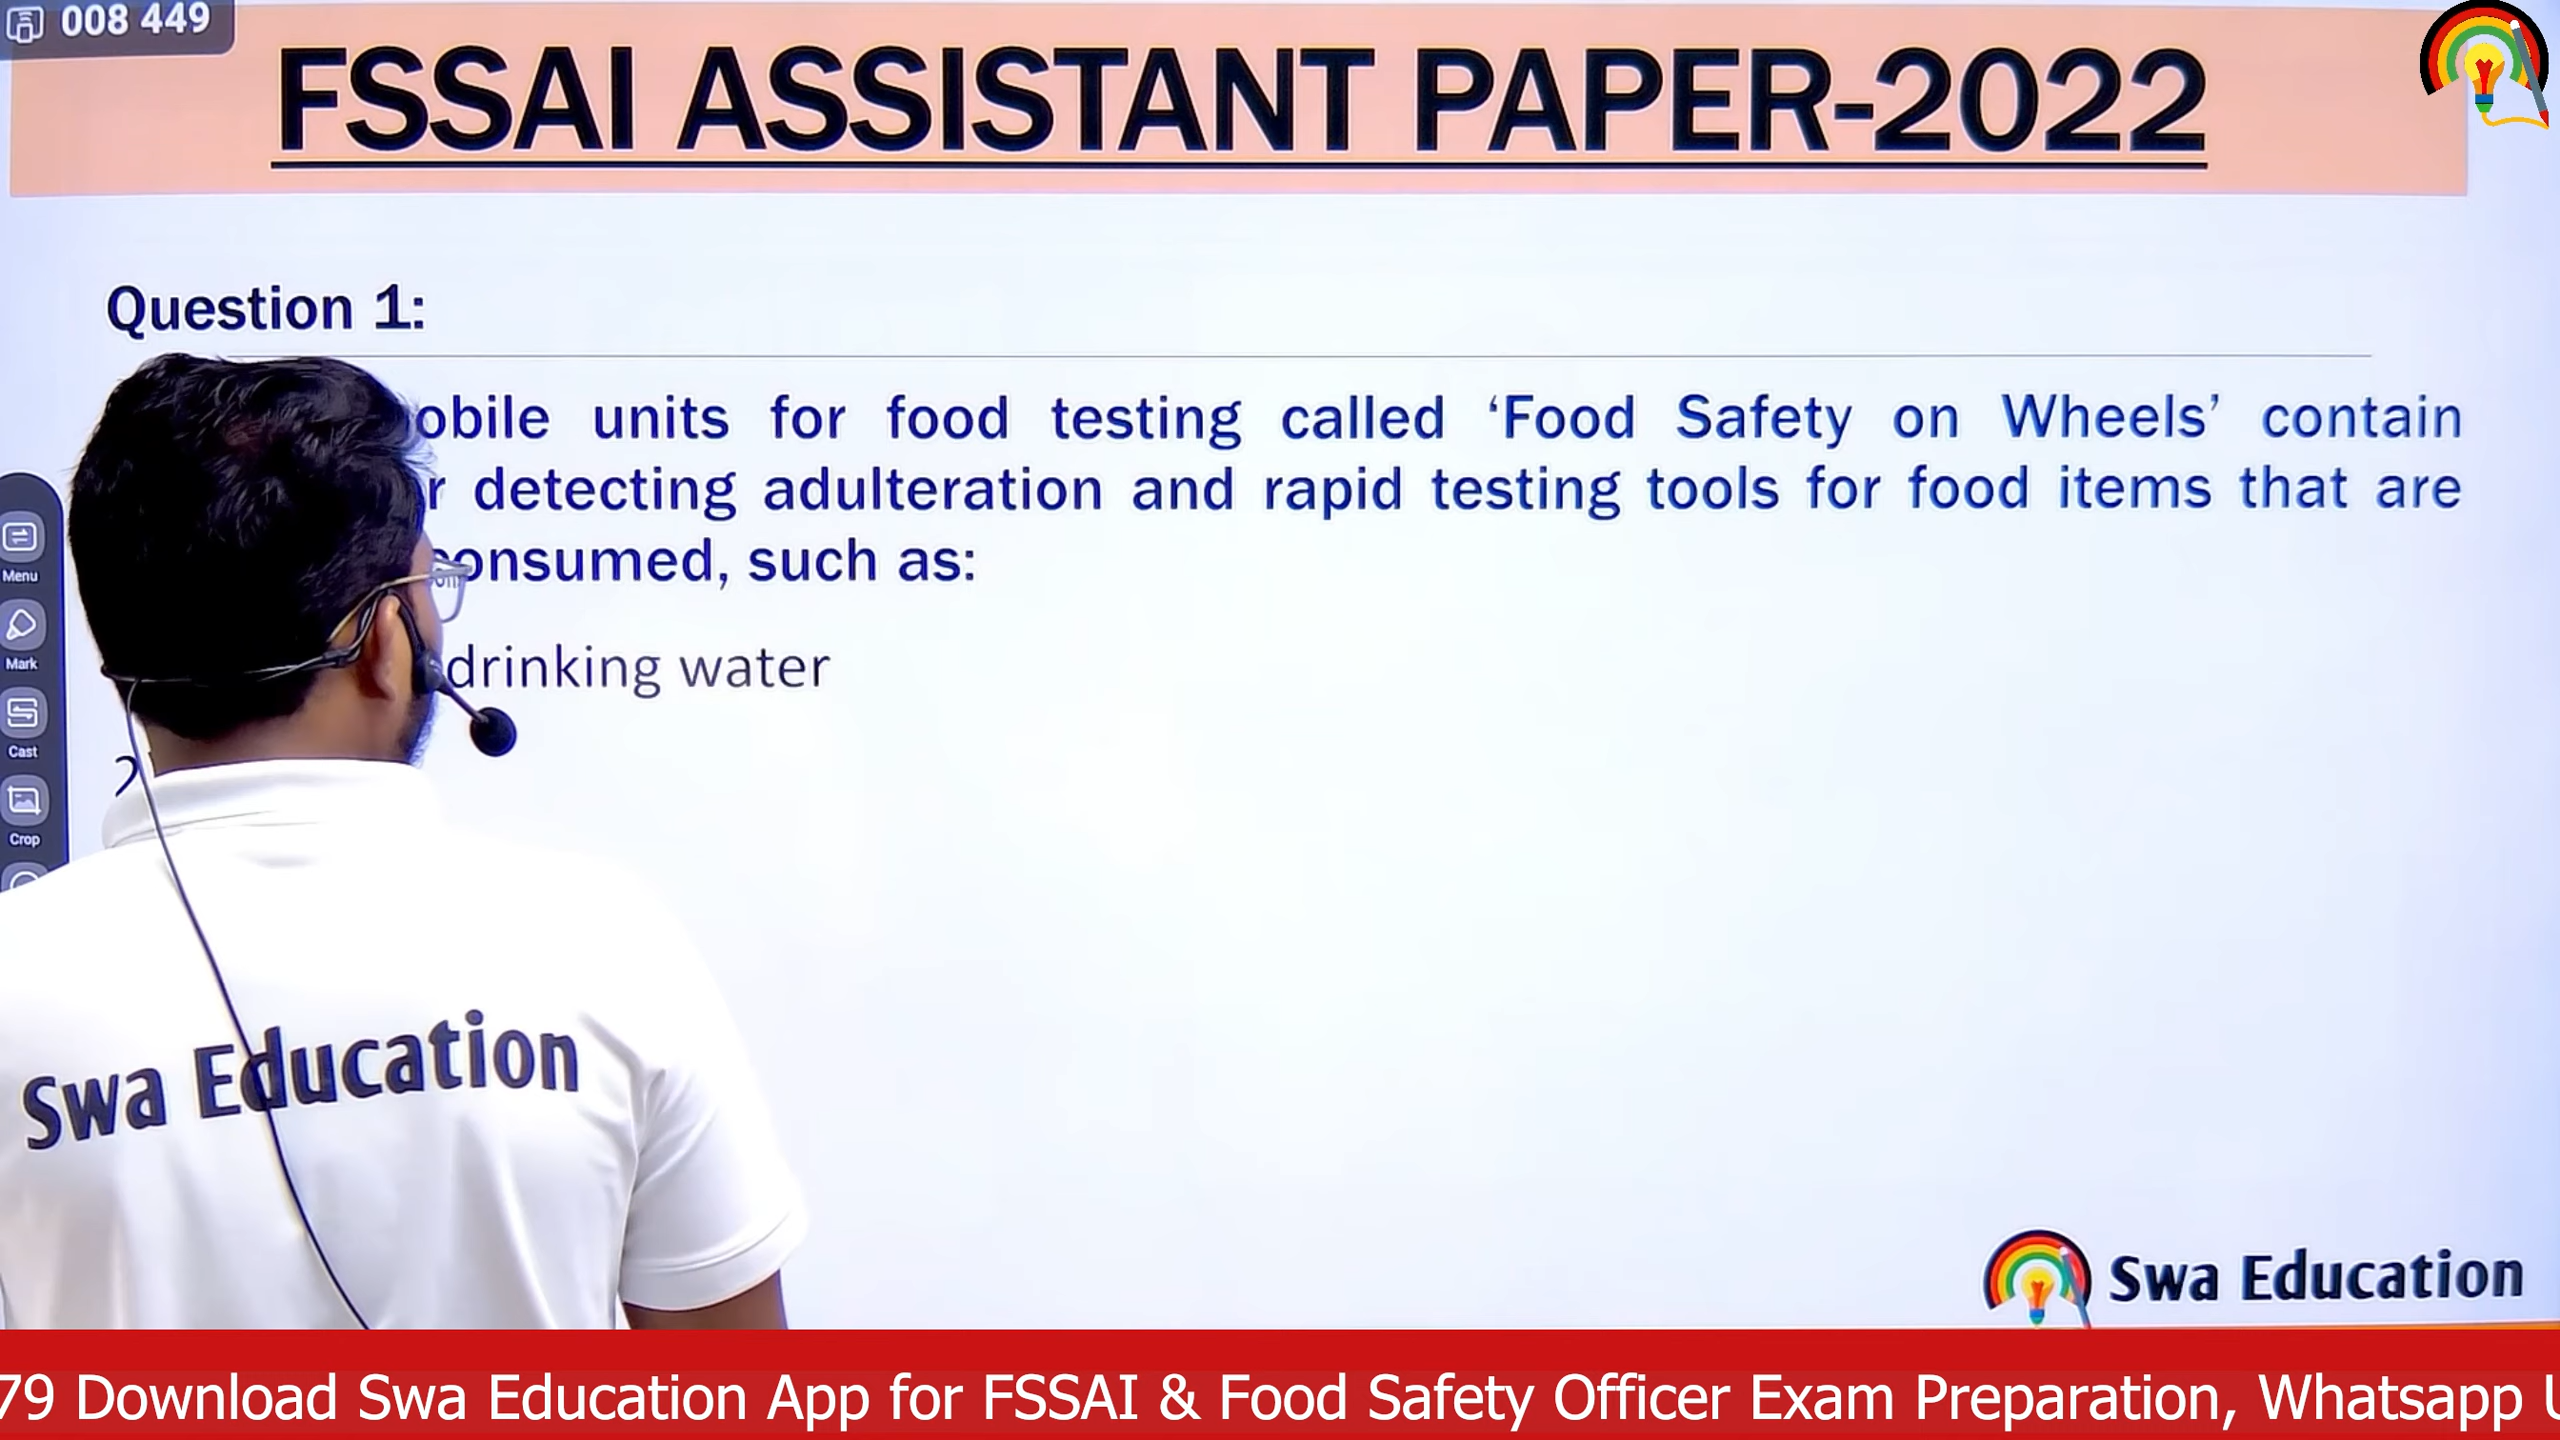 008 449
FSSAI ASSISTANT PAPER-2022
Question 1:
obile units for food testing called ‘Food Safety on Wheels’ contain
r detecting adulteration and rapid testing tools for food items that are
onsumed, such as:
drinking water
2
Menu
Mark
Cast
Crop
Swa Education
Swa Education
79 Download Swa Education App for FSSAI & Food Safety Officer Exam Preparation, Whatsapp U